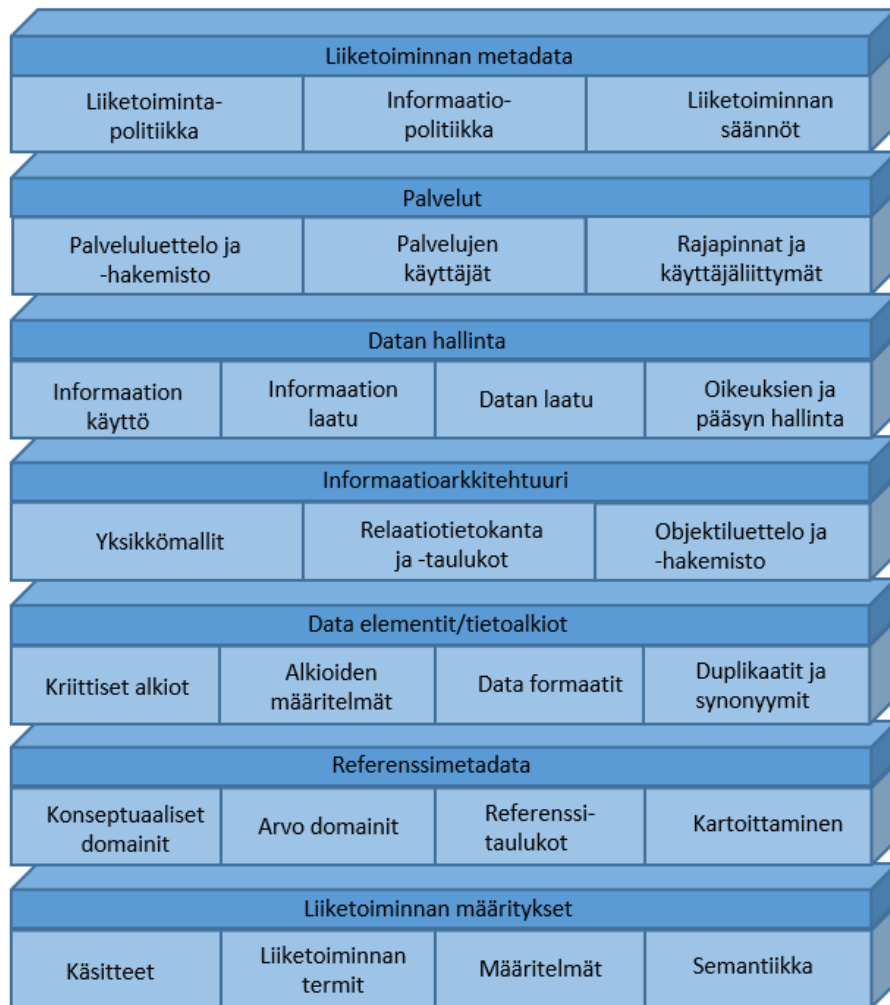 Liiketoiminnan metadata
Liiketoiminta-
politiikka
Informaatio-
politiikka
Liiketoiminnan
säännöt
Palvelut
Palveluluettelo ja
-hakemisto
Palvelujen
käyttäjät
Rajapinnat ja
käyttäjäliittymät
Datan hallinta
Informaation
käyttö
Informaation
laatu
Datan laatu
Oikeuksien ja
pääsyn hallinta
Informaatioarkkitehtuuri
Yksikkömallit
Relaatiotietokanta
ja -taulukot
Objektiluettelo ja
-hakemisto
Data elementit/tietoalkiot
Kriittiset alkiot
Alkioiden
määritelmät
Data formaatit
Duplikaatit ja
synonyymit
Referenssimetadata
Konseptuaaliset
domainit
Arvo domainit
Referenssi-
taulukot
Kartoittaminen
Liiketoiminnan määritykset
Käsitteet
Liiketoiminnan
termit
Määritelmät
Semantiikka